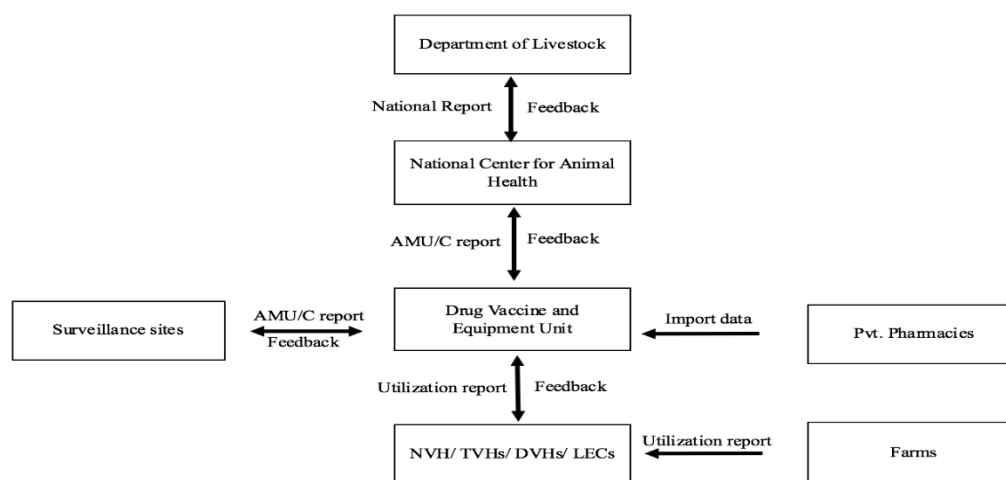 Department of Livestock
National Report
Feedback
National Center for Animal
Health
AMU/C report
Feedback
Surveillance sites
AMU/C report
Feedback
Drug Vaccine and
Equipment Unit
Import data
Pvt. Pharmacies
Utilization report
Feedback
NVH/ TVHs/ DVHs/ LECs
Utilization report
Farms